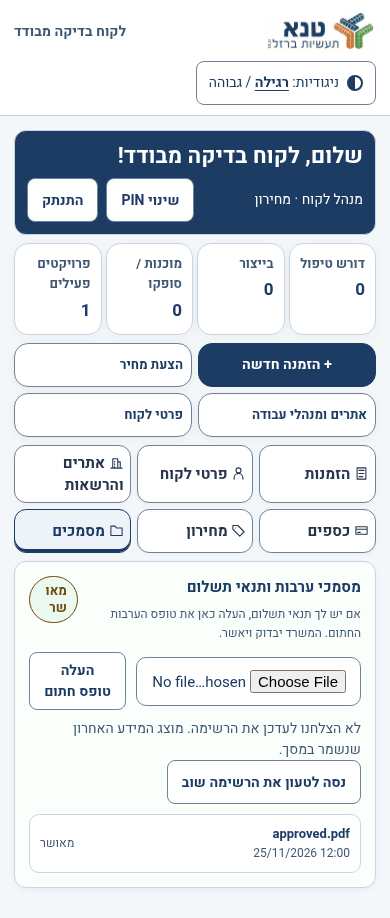 טנא
תעשיות ברזל
לקוח בדיקה מבודד
ניגודיות: רגילה / גבוהה
שלום, לקוח בדיקה מבודד!
מנהל לקוח · מחירון
שינוי PIN
התנתק
דורש טיפול
0
בייצור
0
מוכנות /
סופקו
0
פרויקטים
פעילים
1
+ הזמנה חדשה
הצעת מחיר
אתרים ומנהלי עבודה
פרטי לקוח
הזמנות
פרטי לקוח
אתרים
והרשאות
כספים
מחירון
מסמכים
מסמכי ערבות ותנאי תשלום
מאו
שר
אם יש לך תנאי תשלום, העלה כאן את טופס הערבות
החתום. המשרד יבדוק ויאשר.
Choose File No file...hosen
העלה
טופס חתום
לא הצלחנו לעדכן את הרשימה. מוצג המידע האחרון
שנשמר במסך.
נסה לטעון את הרשימה שוב
approved.pdf
25/11/2026 12:00
מאושר